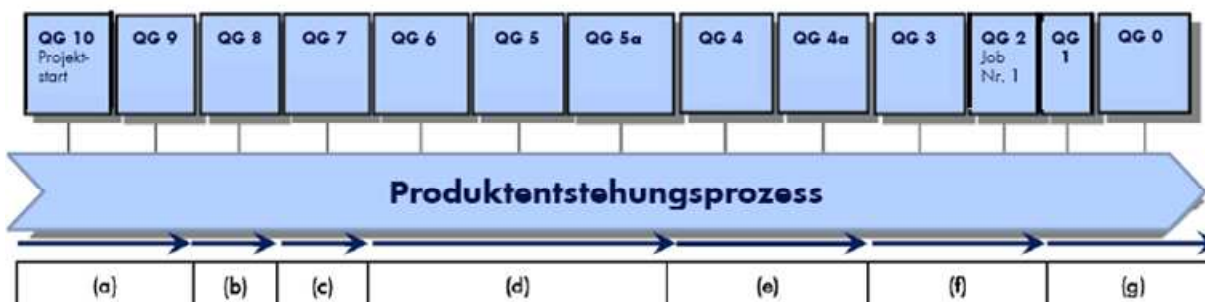 QG 10
Projekt-
start
QG 9
QG 8
QG 7
QG 6
QG 5
QG 5a
QG 4
QG 4a
QG 3
QG 2
Job
Nr. 1
QG
1
QG 0
Produktentstehungsprozess
(a)
(b)
(c)
(d)
(e)
(f)
(g)